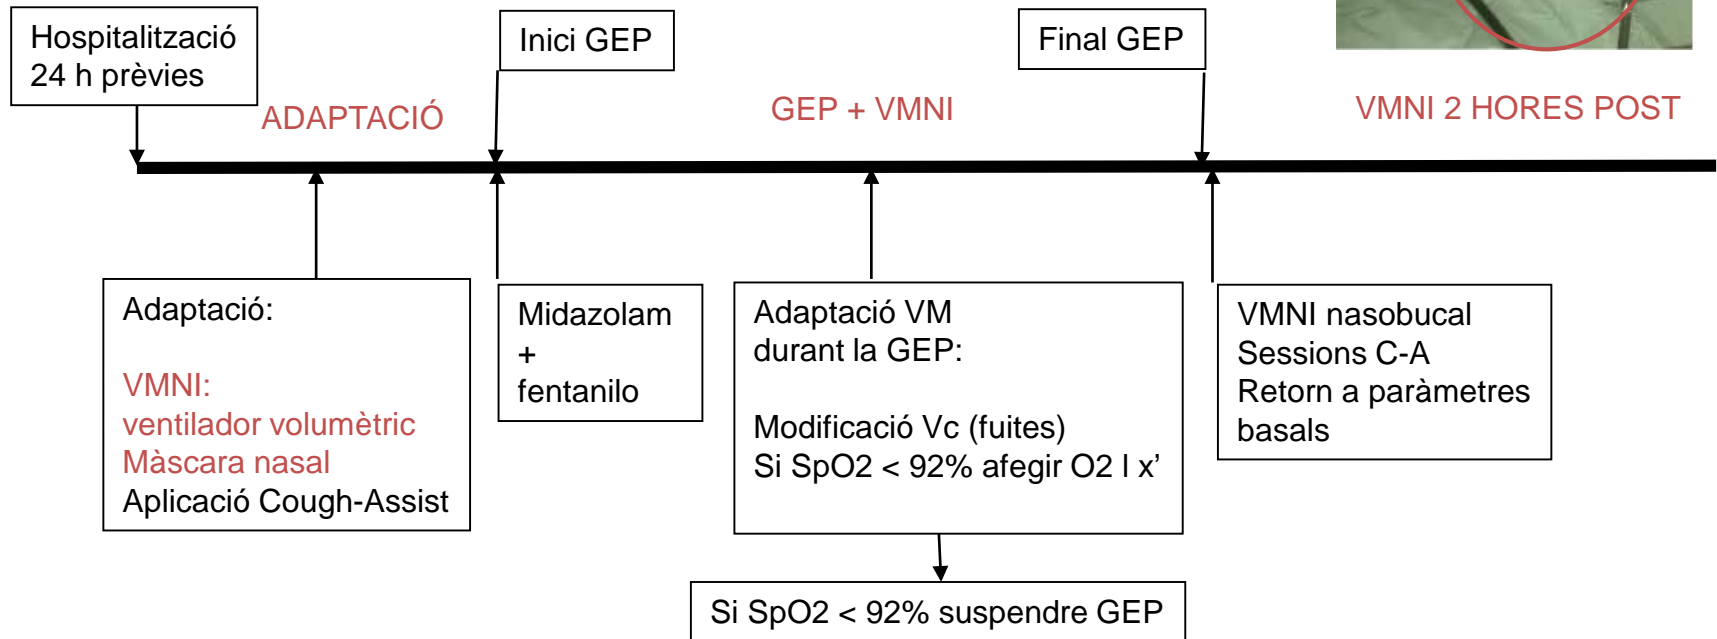 Hospitalització
24 h prèvies
Inici GEP
Final GEP
ADAPTACIÓ
GEP + VMNI
VMNI 2 HORES POST
Adaptació:
VMNI:
ventilador volumètric
Màscara nasal
Aplicació Cough-Assist
Midazolam
+
fentanilo
Adaptació VM
durant la GEP:
Modificació Vc (fuites)
Si SpO2 < 92% afegir O2 l x’
VMNI nasobucal
Sessions C-A
Retorn a paràmetres
basals
Si SpO2 < 92% suspendre GEP